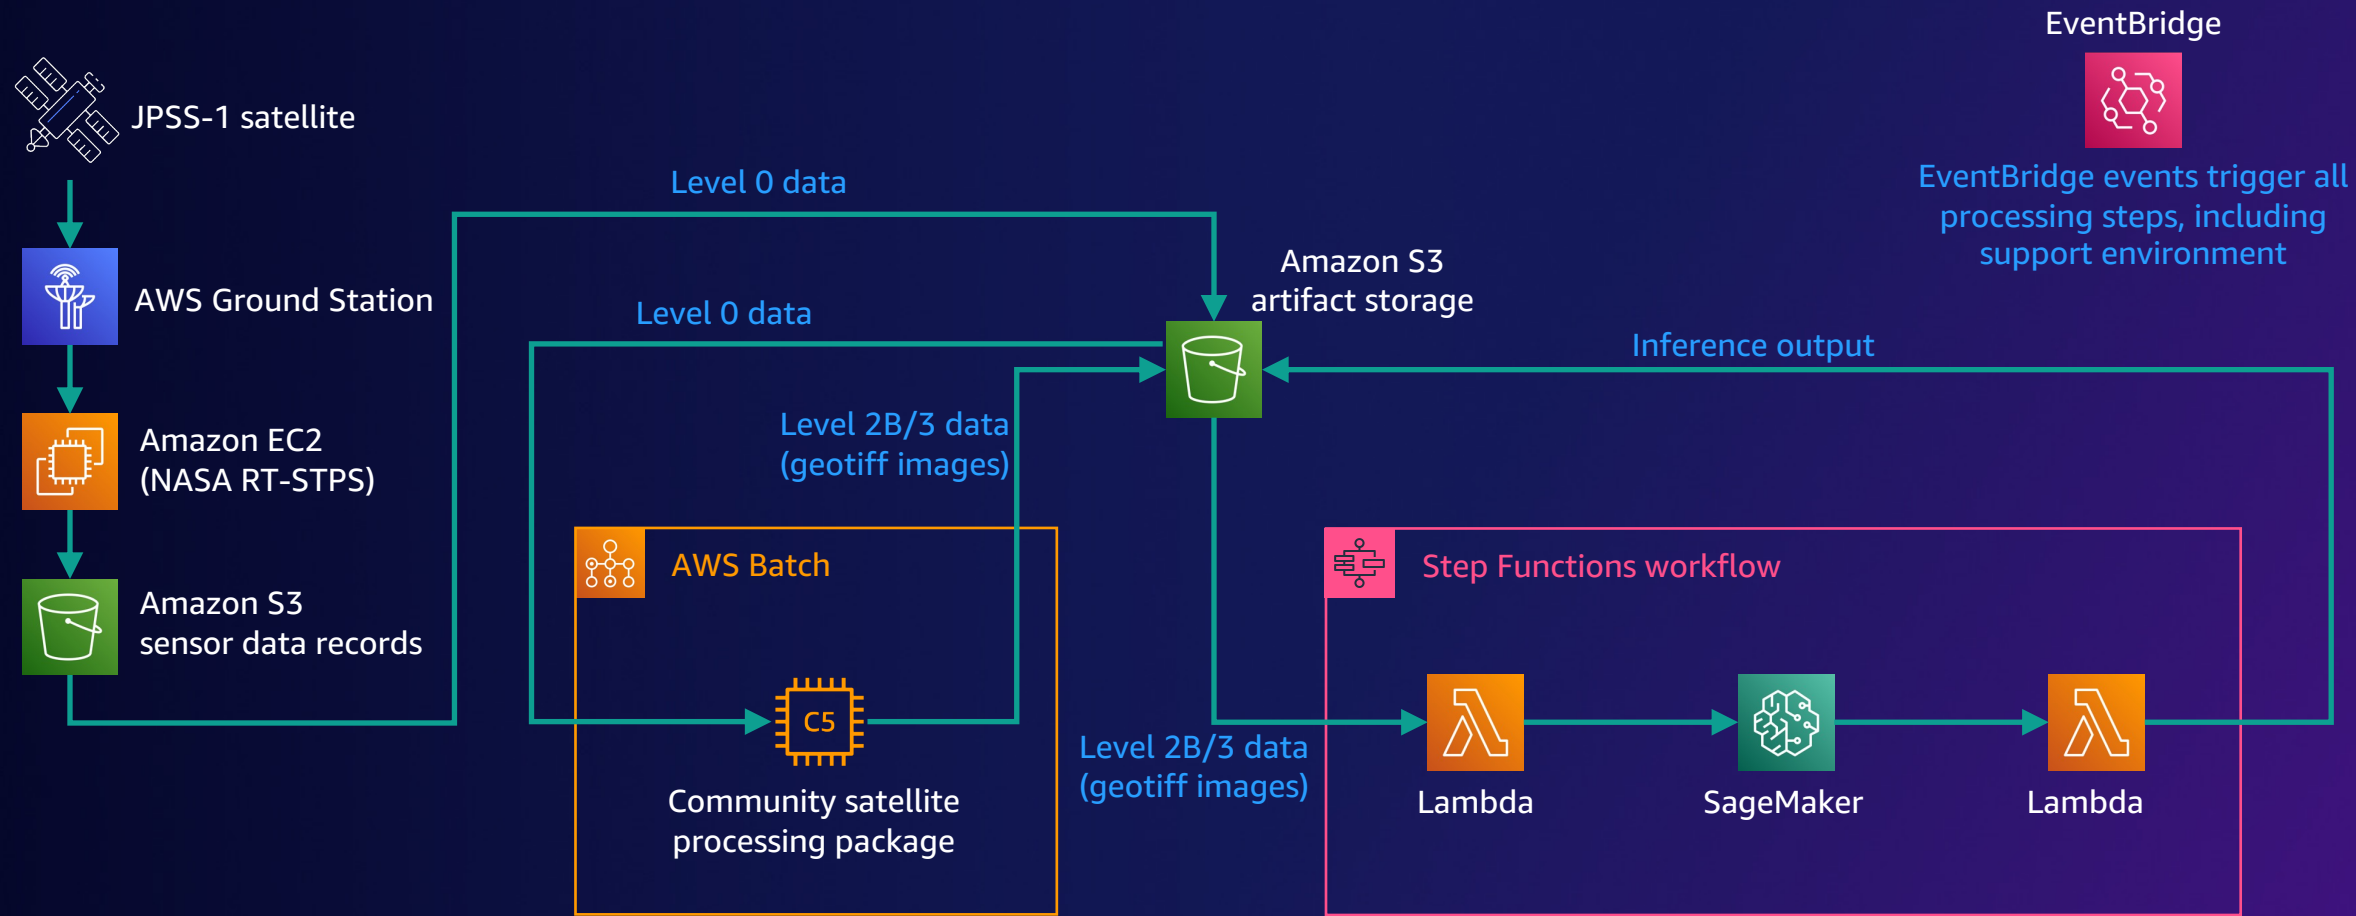 EventBridge
EventBridge events trigger all
processing steps, including
support environment
JPSS-1 satellite
AWS Ground Station
Amazon EC2
(NASA RT-STPS)
Amazon S3
sensor data records
Level 0 data
Level 0 data
Amazon S3
artifact storage
Inference output
Level 2B/3 data
(geotiff images)
AWS Batch
C5
Community satellite
processing package
Level 2B/3 data
(geotiff images)
Step Functions workflow
Lambda
SageMaker
Lambda